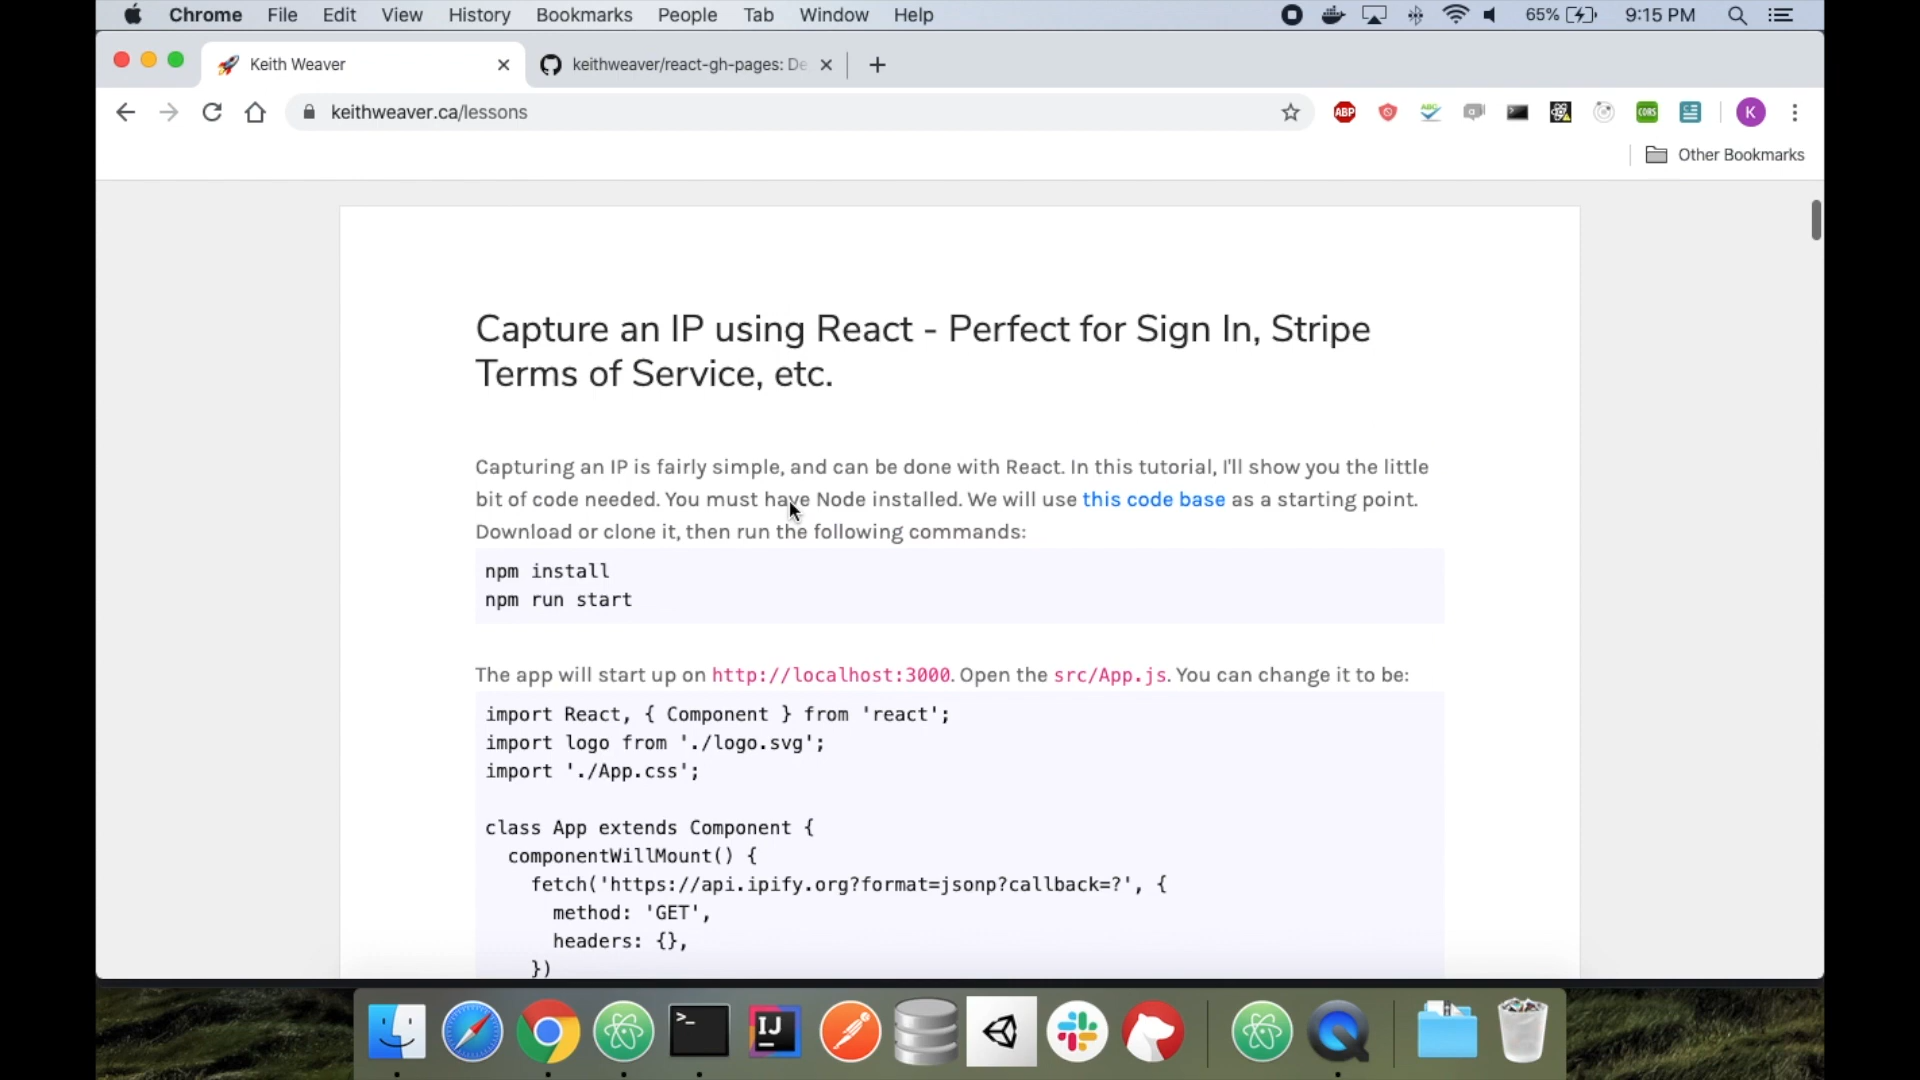 Chrome File Edit View History Bookmarks People Tab Window Help 65% 9:15 PM
Keith Weaver keithweaver/react-gh-pages: De
keithweaver.ca/lessons ABP ABC CORS K
Other Bookmarks
Capture an IP using React - Perfect for Sign In, Stripe
Terms of Service, etc.
Capturing an IP is fairly simple, and can be done with React. In this tutorial, I'll show you the little
bit of code needed. You must have Node installed. We will use this code base as a starting point.
Download or clone it, then run the following commands:
npm install
npm run start
The app will start up on http://localhost:3000. Open the src/App.js. You can change it to be:
import React, { Component } from 'react';
import logo from './logo.svg';
import './App.css';
class App extends Component {
componentWillMount() {
fetch('https://api.ipify.org?format=jsonp?callback=?', {
method: 'GET',
headers: {},
})
>_ IJ